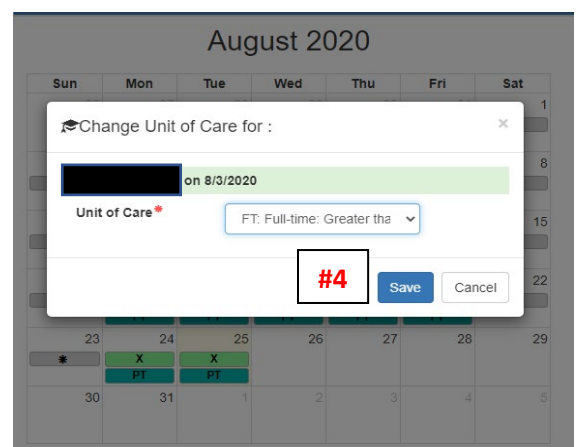 August 2020
Sun Mon Tue Wed Thu Fri Sat
1
Change Unit of Care for :
×
8
on 8/3/2020
Unit of Care*
FT: Full-time: Greater tha
15
#4
Save
Cancel
22
23 24 25 26 27 28 29
* X X
PT PT
30 31 1 2 3 4 5